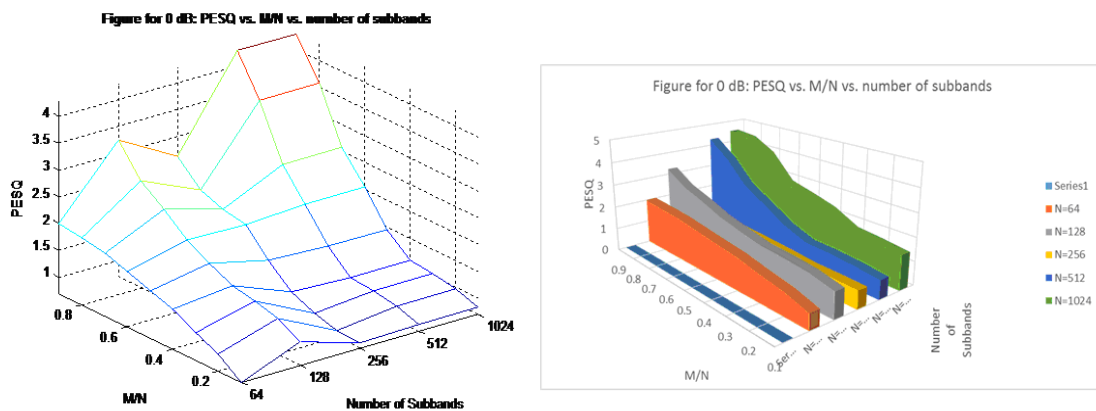 Figure for 0 dB: PESQ vs. M/N vs. number of subbands
4
3.5
3
2.5
2
1.5
1
PESQ
0.8
0.6
0.4
0.2
M/N
64
128
256
512
1024
Number of Subbands
Figure for 0 dB: PESQ vs. M/N vs. number of subbands
5
4
3
2
1
0
PESQ
0.9
0.8
0.7
0.6
0.5
0.4
0.3
0.2
0.1
M/N
Ser...
N=...
N=...
N=...
N=...
N=...
Number
of
Subbands
Series1
N=64
N=128
N=256
N=512
N=1024